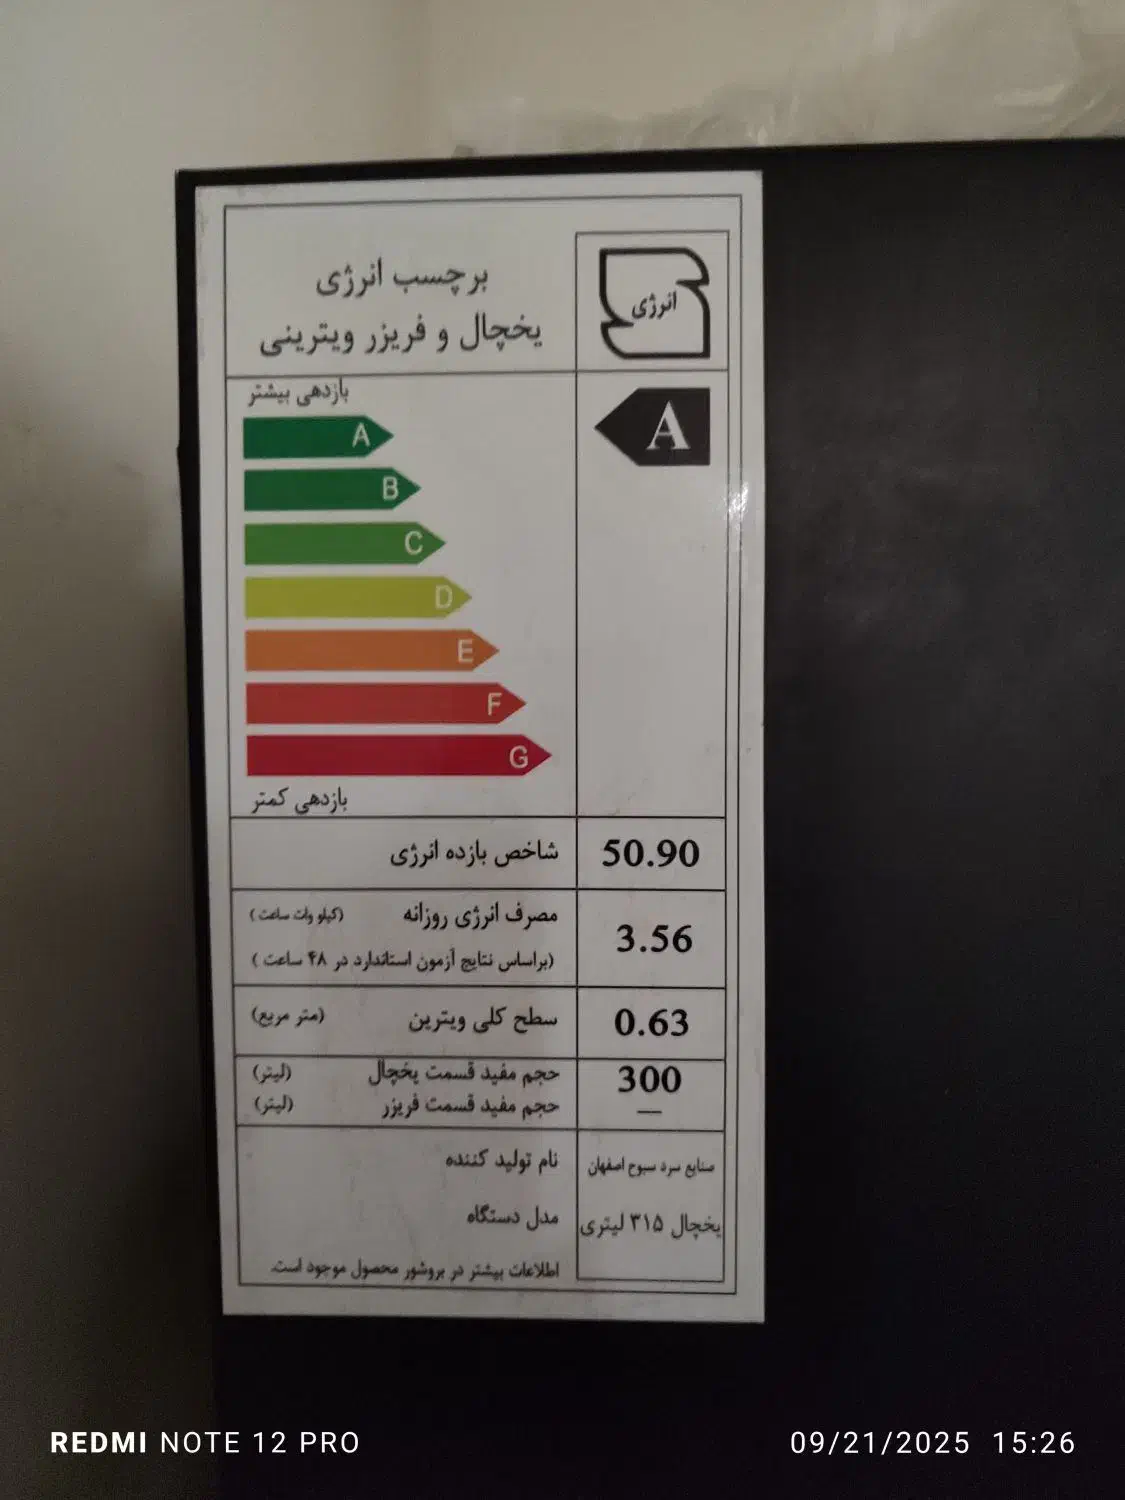 انرژی
برچسب انرژی
یخچال و فریزر ویترینی
بازدهی بیشتر
A
A
B
C
D
E
F
G
بازدهی کمتر
شاخص بازده انرژی 50.90
مصرف انرژی روزانه (کیلو وات ساعت) 3.56
(براساس نتایج آزمون استاندارد در ۴۸ ساعت)
سطح کلی ویترین (متر مربع) 0.63
حجم مفید قسمت یخچال (لیتر) 300
حجم مفید قسمت فریزر (لیتر) —
نام تولید کننده صنایع سرد سبوح اصفهان
مدل دستگاه یخچال ۳۱۵ لیتری
اطلاعات بیشتر در بروشور محصول موجود است.
REDMI NOTE 12 PRO
09/21/2025 15:26